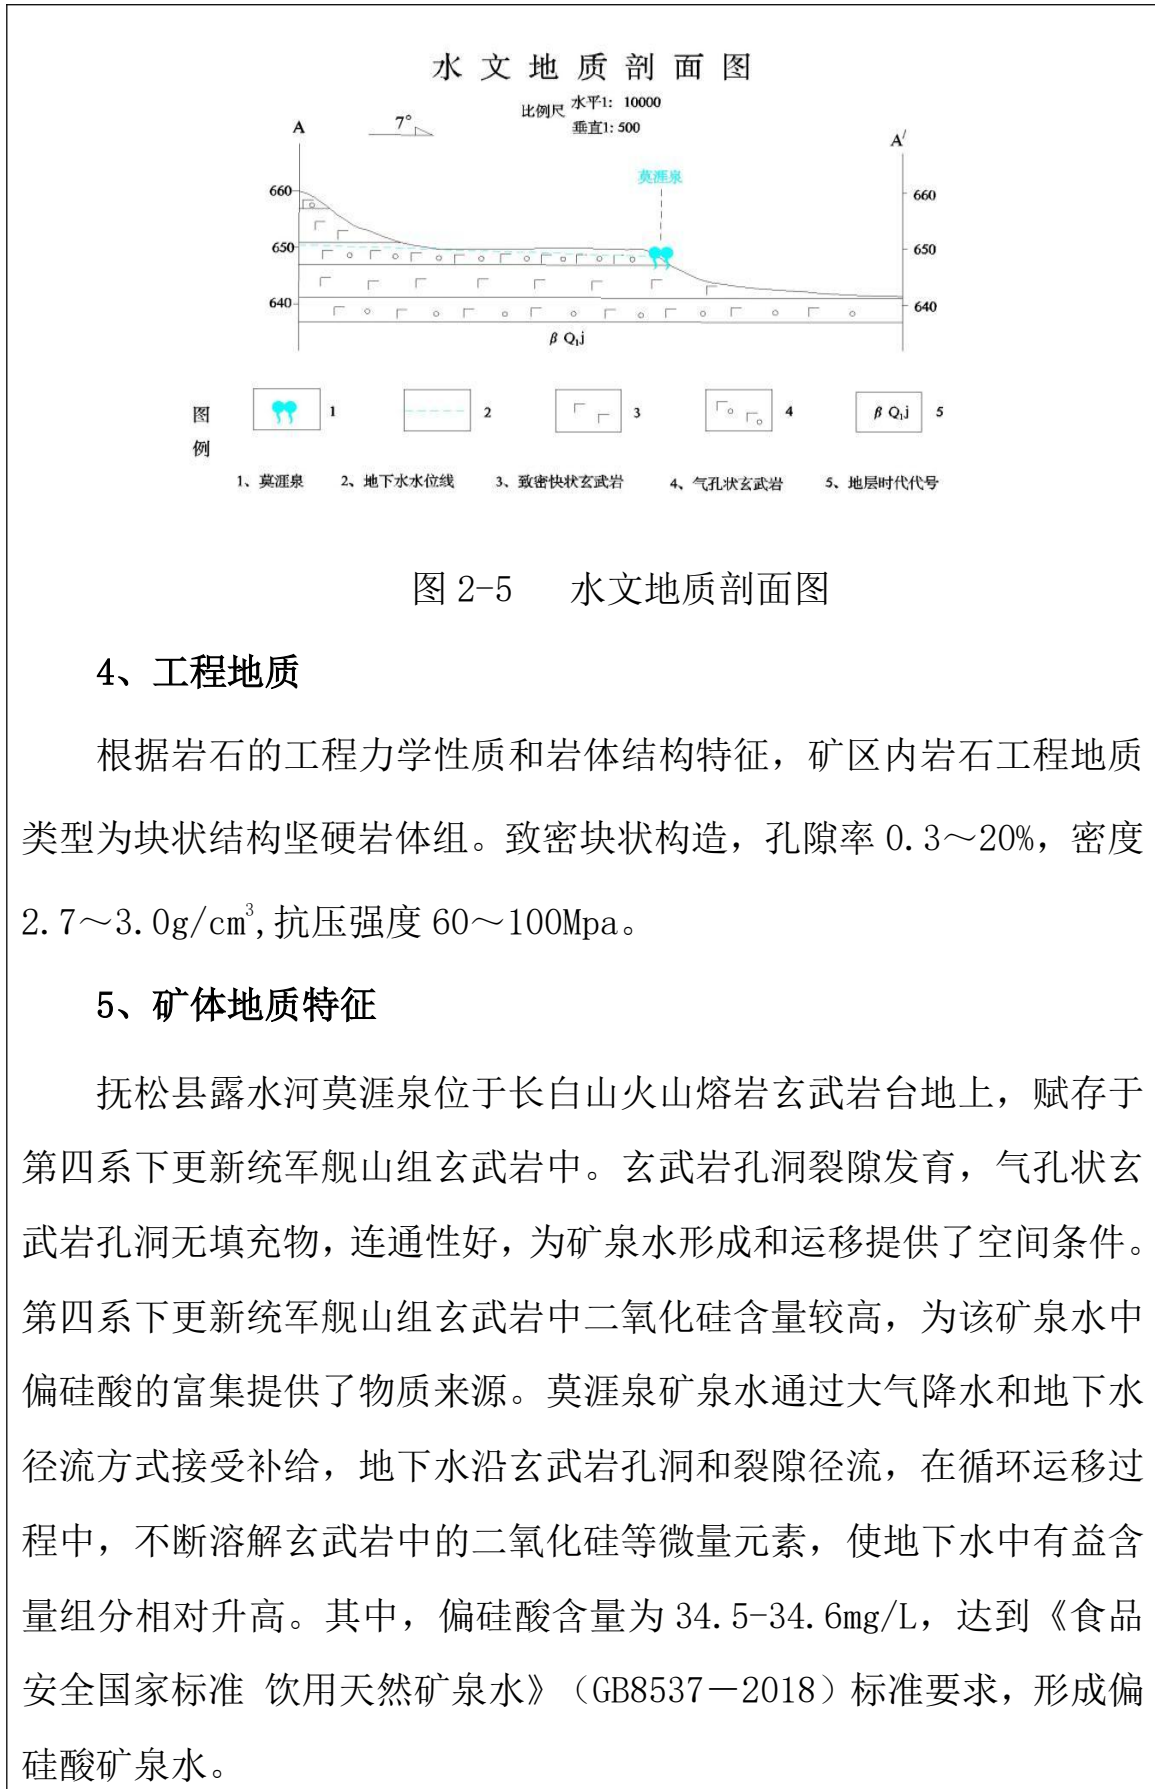 水文地质剖面图
比例尺 水平1: 10000
垂直1: 500
A 7° A/
莫涯泉
660 660
650 650
640 640
β Q₁j
图例
1 2 3 4 β Q₁j 5
1、莫涯泉 2、地下水水位线 3、致密快状玄武岩 4、气孔状玄武岩 5、地层时代代号
图 2-5 水文地质剖面图
4、工程地质
根据岩石的工程力学性质和岩体结构特征，矿区内岩石工程地质
类型为块状结构坚硬岩体组。致密块状构造，孔隙率 0.3～20%，密度
2.7～3.0g/cm³,抗压强度 60～100Mpa。
5、矿体地质特征
抚松县露水河莫涯泉位于长白山火山熔岩玄武岩台地上，赋存于
第四系下更新统军舰山组玄武岩中。玄武岩孔洞裂隙发育，气孔状玄
武岩孔洞无填充物，连通性好，为矿泉水形成和运移提供了空间条件。
第四系下更新统军舰山组玄武岩中二氧化硅含量较高，为该矿泉水中
偏硅酸的富集提供了物质来源。莫涯泉矿泉水通过大气降水和地下水
径流方式接受补给，地下水沿玄武岩孔洞和裂隙径流，在循环运移过
程中，不断溶解玄武岩中的二氧化硅等微量元素，使地下水中有益含
量组分相对升高。其中，偏硅酸含量为 34.5-34.6mg/L，达到《食品
安全国家标准 饮用天然矿泉水》（GB8537－2018）标准要求，形成偏
硅酸矿泉水。